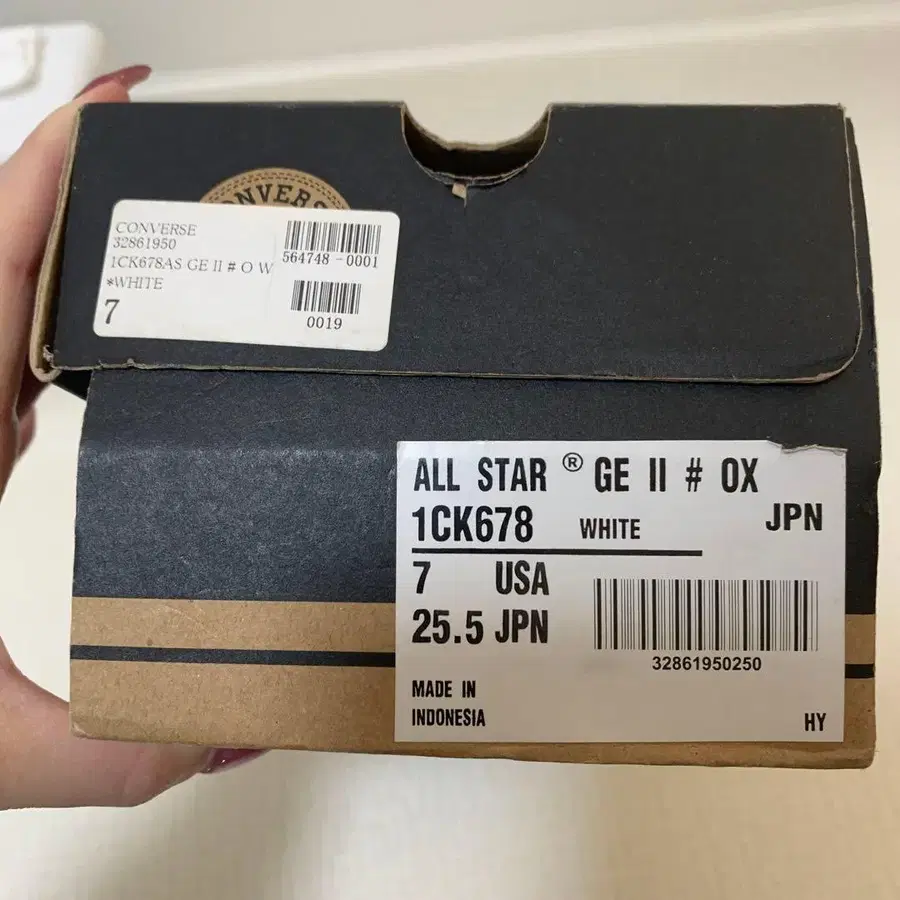 CONVERSE
CONVERSE
32861950
1CK678AS GE II # O W
*WHITE
7
564748 -0001
0019
ALL STAR ® GE II # OX
1CK678 WHITE JPN
7 USA
25.5 JPN
32861950250
MADE IN
INDONESIA
HY